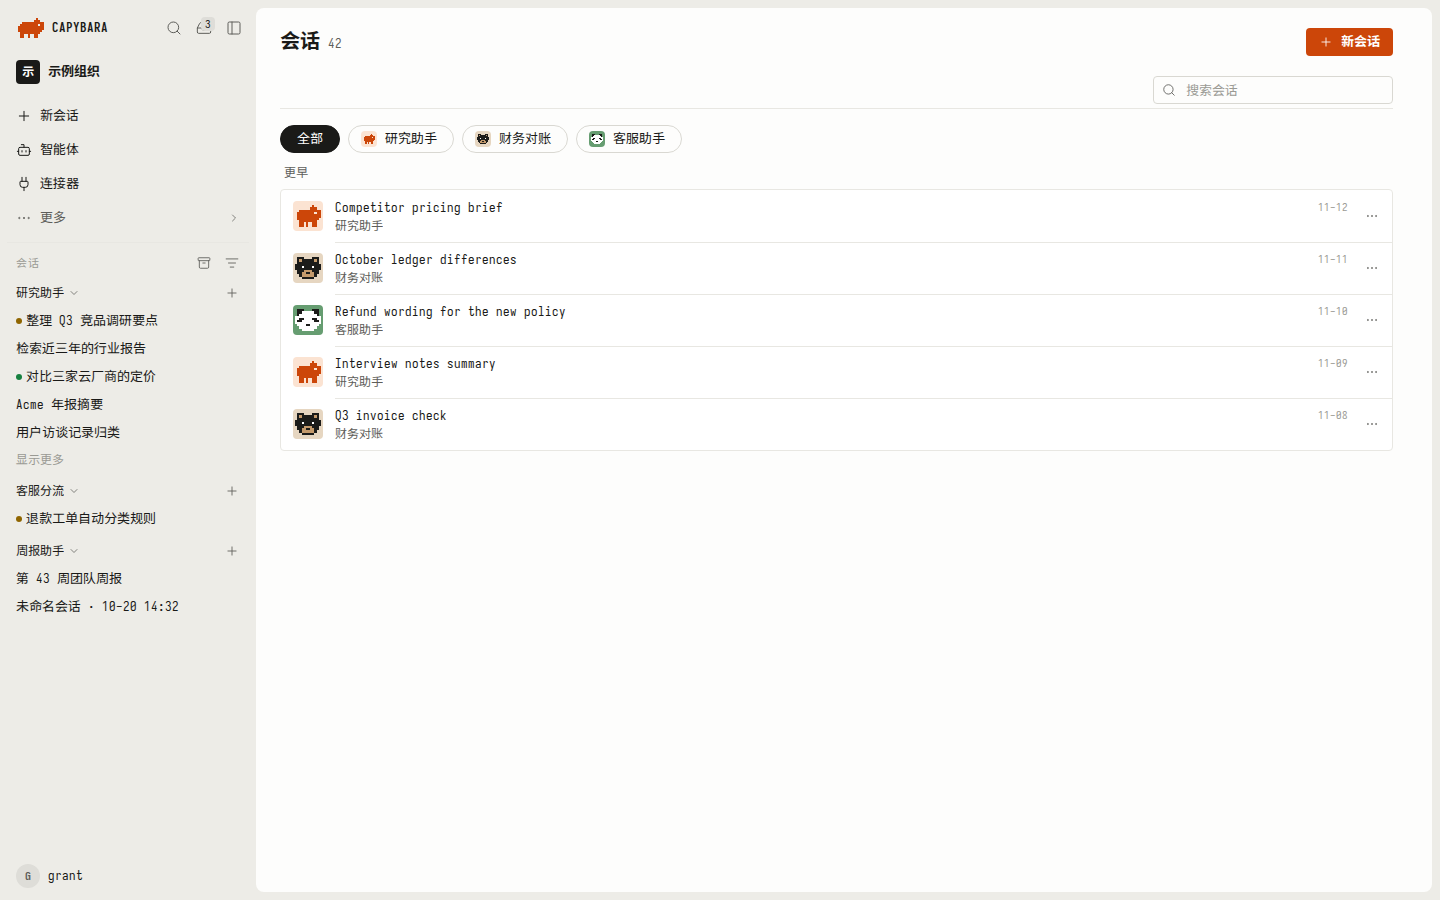 CAPYBARA
3
示 示例组织
新会话
智能体
连接器
更多
会话
研究助手
整理 Q3 竞品调研要点
检索近三年的行业报告
对比三家云厂商的定价
Acme 年报摘要
用户访谈记录归类
显示更多
客服分流
退款工单自动分类规则
周报助手
第 43 周团队周报
未命名会话 · 10-20 14:32
G grant
会话 42
新会话
搜索会话
全部 研究助手 财务对账 客服助手
更早
Competitor pricing brief 11-12
研究助手
October ledger differences 11-11
财务对账
Refund wording for the new policy 11-10
客服助手
Interview notes summary 11-09
研究助手
Q3 invoice check 11-08
财务对账